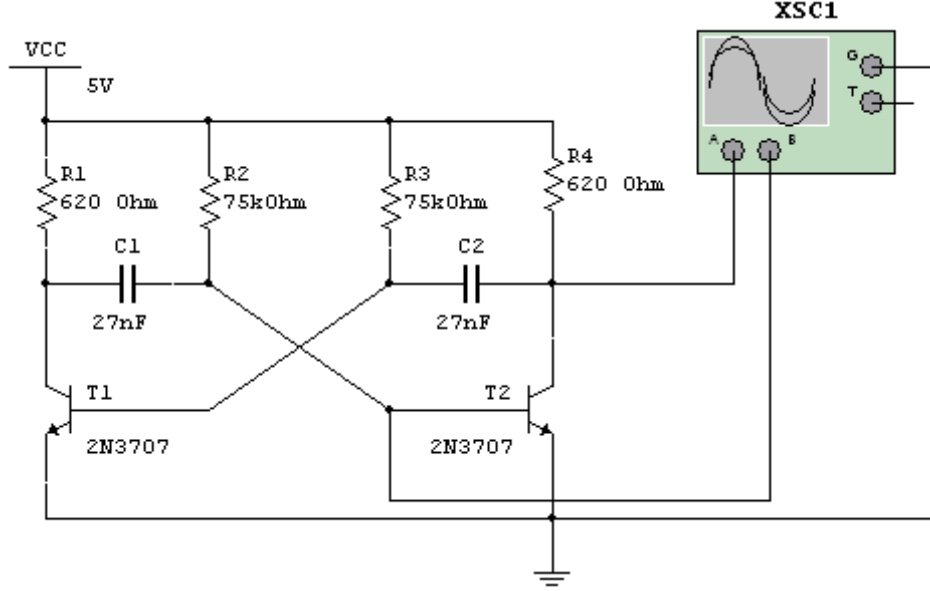 XSC1
VCC
5V
G
T
A
B
R1
620 Ohm
R2
75kOhm
R3
75kOhm
R4
620 Ohm
C1
27nF
C2
27nF
T1
2N3707
T2
2N3707